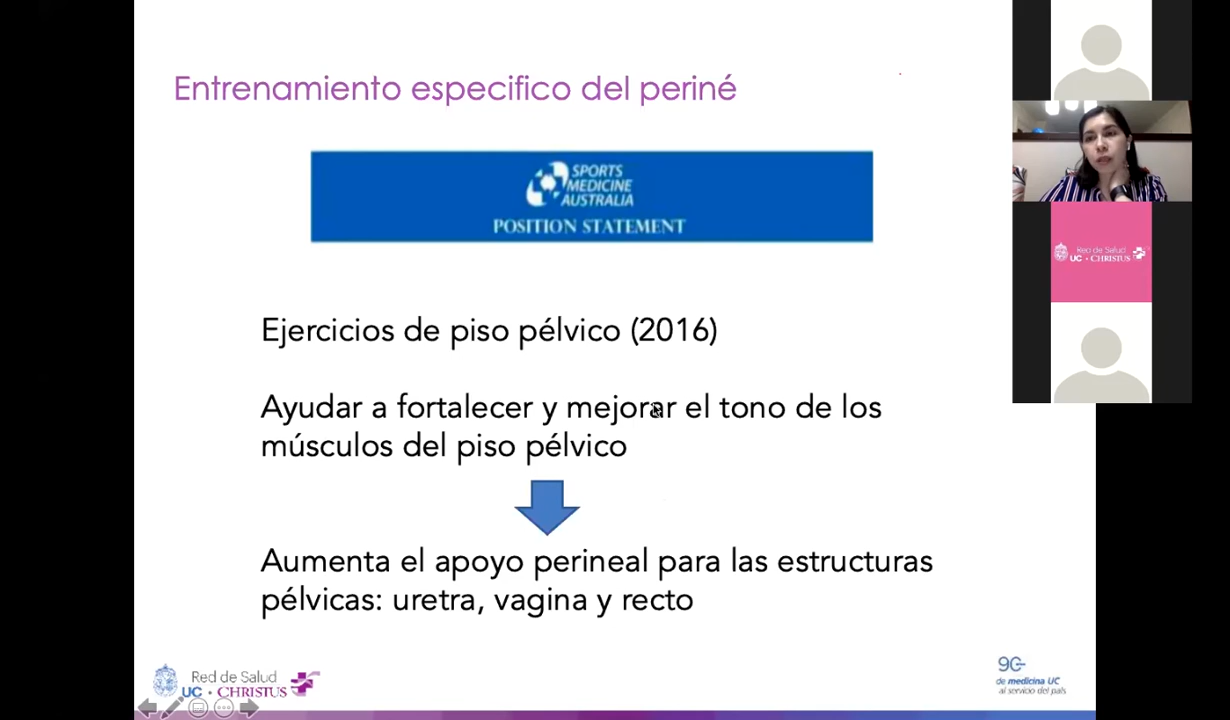 Entrenamiento especifico del periné
SPORTS
MEDICINE
AUSTRALIA
POSITION STATEMENT
Ejercicios de piso pélvico (2016)
Ayudar a fortalecer y mejorar el tono de los
músculos del piso pélvico
Aumenta el apoyo perineal para las estructuras
pélvicas: uretra, vagina y recto
Red de Salud
UC · CHRISTUS
90
de medicina UC
al servicio del país
Red de Salud
UC · CHRISTUS